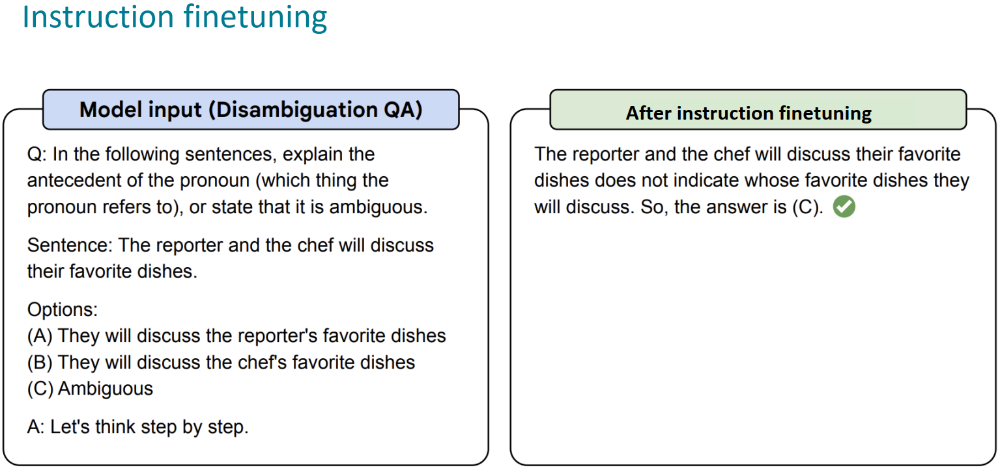 Instruction finetuning
Model input (Disambiguation QA)
Q: In the following sentences, explain the
antecedent of the pronoun (which thing the
pronoun refers to), or state that it is ambiguous.
Sentence: The reporter and the chef will discuss
their favorite dishes.
Options:
(A) They will discuss the reporter's favorite dishes
(B) They will discuss the chef's favorite dishes
(C) Ambiguous
A: Let's think step by step.
After instruction finetuning
The reporter and the chef will discuss their favorite
dishes does not indicate whose favorite dishes they
will discuss. So, the answer is (C).